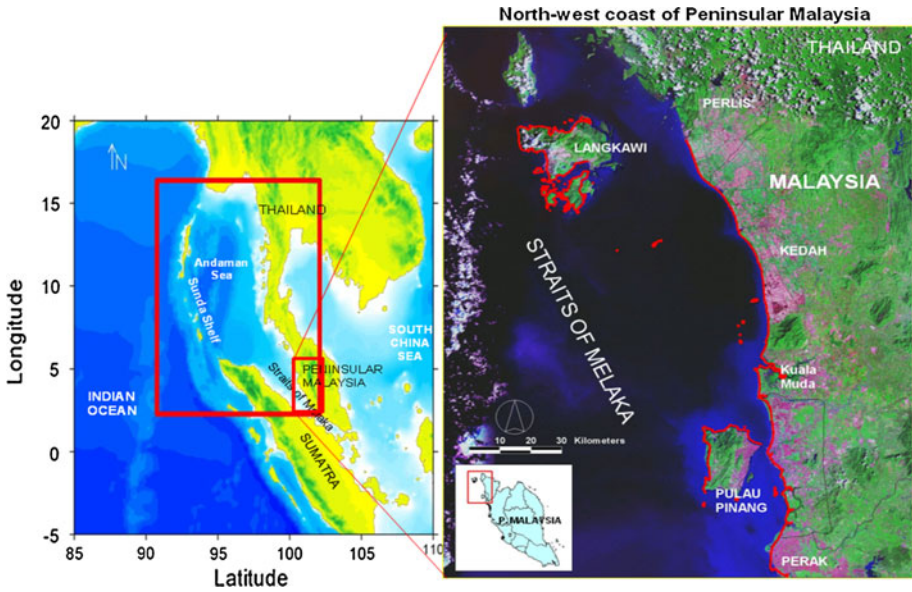 North-west coast of Peninsular Malaysia
20
15
10
5
0
-5
85
90
95
100
105
110
Longitude
Latitude
N
THAILAND
Andaman
Sea
Sunda Shelf
SOUTH
CHINA
SEA
PENINSULAR
MALAYSIA
Straits of Melaka
INDIAN
OCEAN
SUMATRA
THAILAND
PERLIS
LANGKAWI
MALAYSIA
STRAITS OF MELAKA
KEDAH
Kuala
Muda
10 20 30 Kilometers
PULAU
PINANG
P. MALAYSIA
PERAK